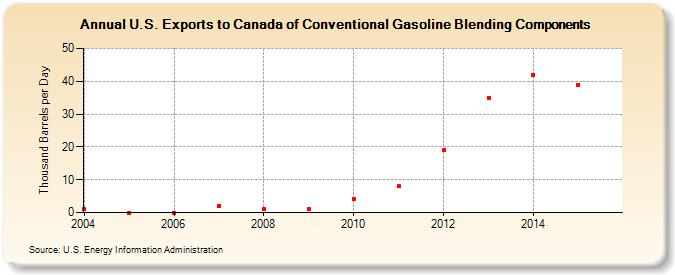 Annual U.S. Exports to Canada of Conventional Gasoline Blending Components
Thousand Barrels per Day
50
40
30
20
10
0
2004 2006 2008 2010 2012 2014
Source: U.S. Energy Information Administration